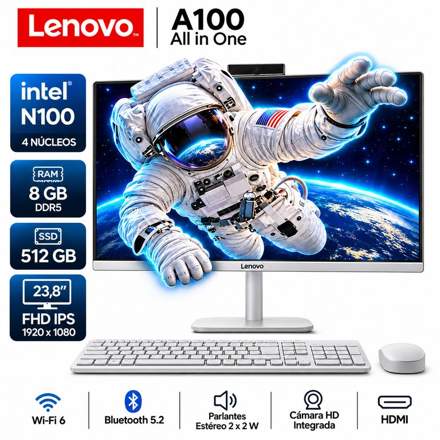 Lenovo
A100
All in One
intel
N100
4 NÚCLEOS
RAM
8 GB
DDR5
SSD
512 GB
23,8"
FHD IPS
1920 x 1080
Lenovo
Wi-Fi 6
Bluetooth 5.2
Parlantes
Estéreo 2 x 2 W
Cámara HD
Integrada
HDMI